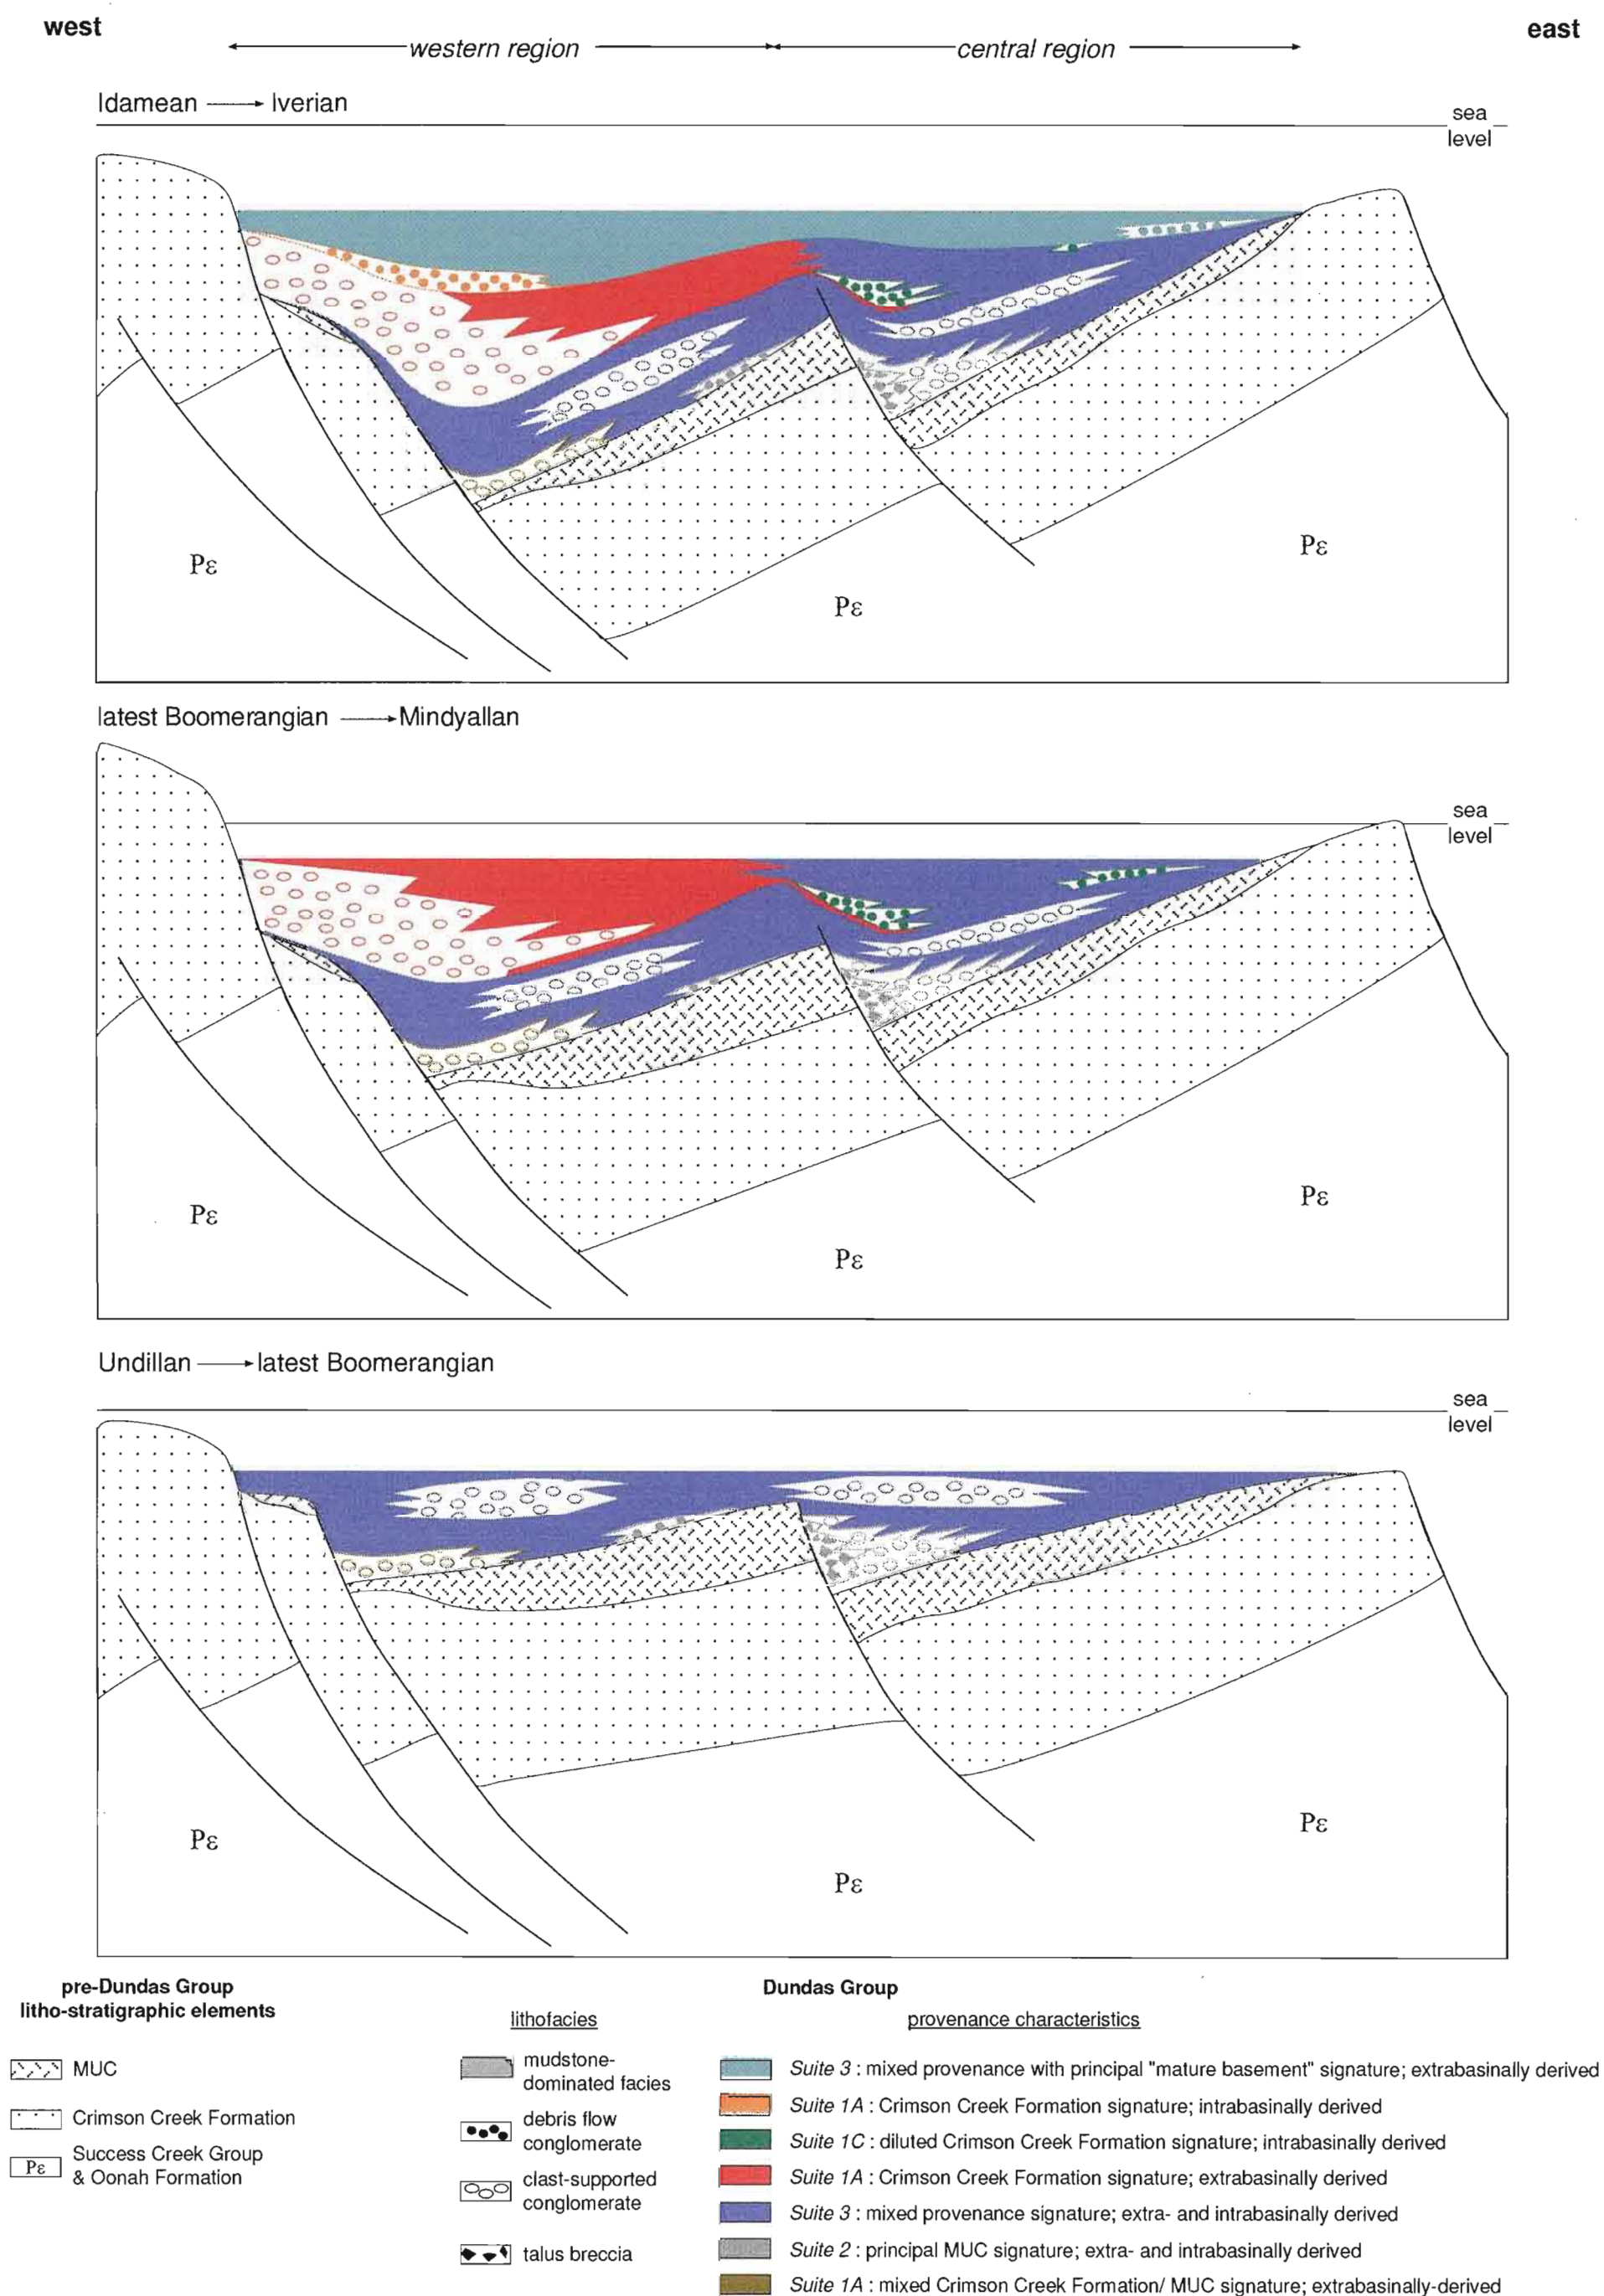 west
east
western region
central region
Idamean → Iverian
sea
level
Pε
Pε
Pε
latest Boomerangian → Mindyallan
sea
level
Pε
Pε
Pε
Undillan → latest Boomerangian
sea
level
Pε
Pε
Pε
pre-Dundas Group
litho-stratigraphic elements
MUC
Crimson Creek Formation
Pε
Success Creek Group
& Oonah Formation
Dundas Group
lithofacies
mudstone-
dominated facies
debris flow
conglomerate
clast-supported
conglomerate
talus breccia
provenance characteristics
Suite 3 : mixed provenance with principal "mature basement" signature; extrabasinally derived
Suite 1A : Crimson Creek Formation signature; intrabasinally derived
Suite 1C : diluted Crimson Creek Formation signature; intrabasinally derived
Suite 1A : Crimson Creek Formation signature; extrabasinally derived
Suite 3 : mixed provenance signature; extra- and intrabasinally derived
Suite 2 : principal MUC signature; extra- and intrabasinally derived
Suite 1A : mixed Crimson Creek Formation/ MUC signature; extrabasinally-derived